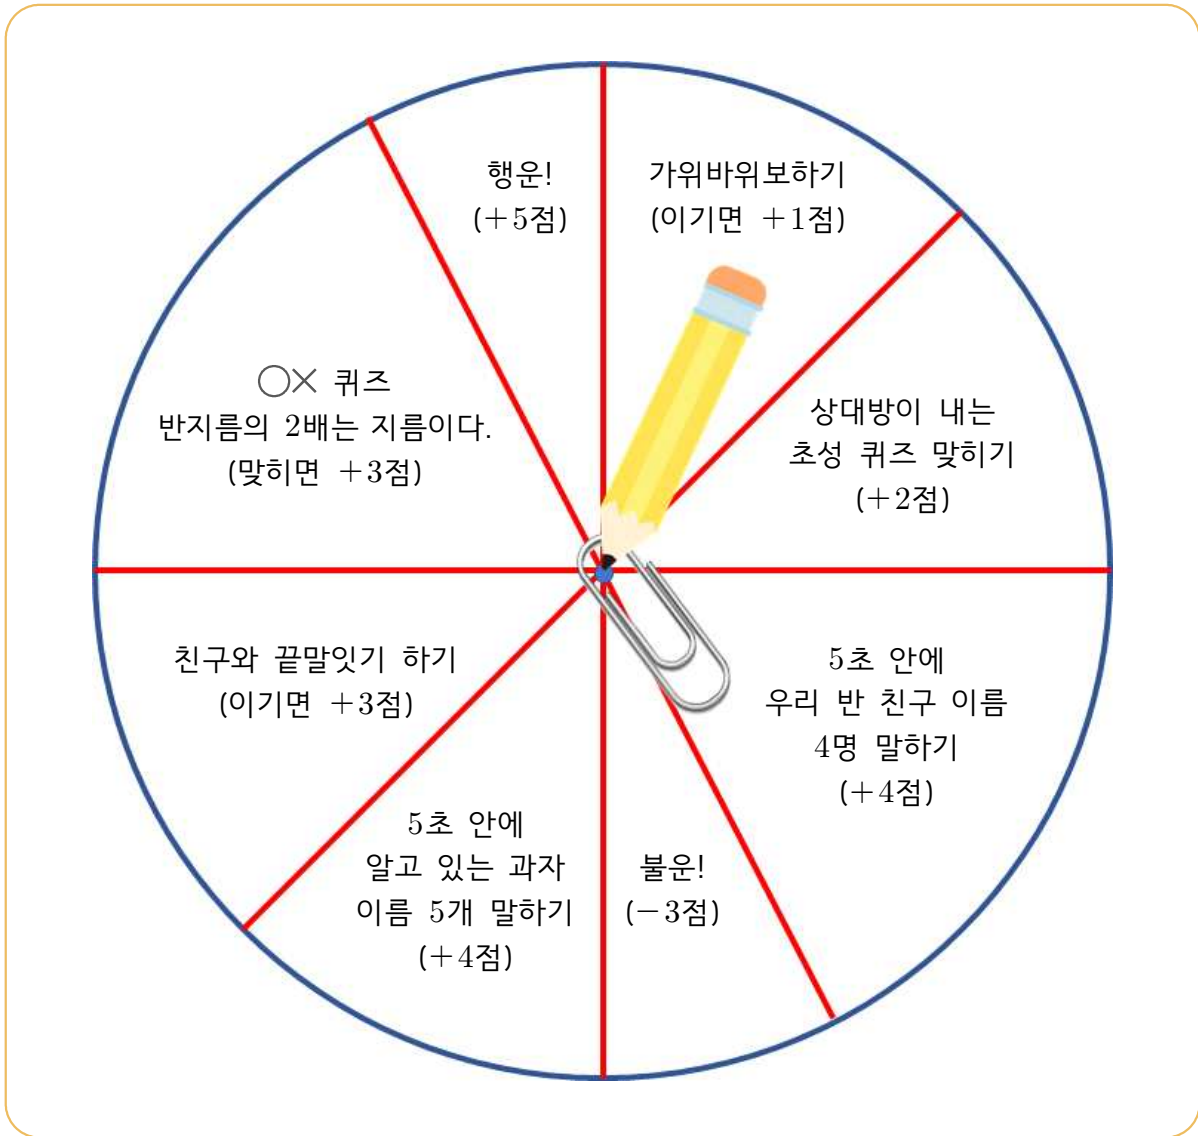 행운!
(+5점)
가위바위보하기
(이기면 +1점)
○× 퀴즈
반지름의 2배는 지름이다.
(맞히면 +3점)
상대방이 내는
초성 퀴즈 맞히기
(+2점)
친구와 끝말잇기 하기
(이기면 +3점)
5초 안에
우리 반 친구 이름
4명 말하기
(+4점)
5초 안에
알고 있는 과자
이름 5개 말하기
(+4점)
불운!
(-3점)